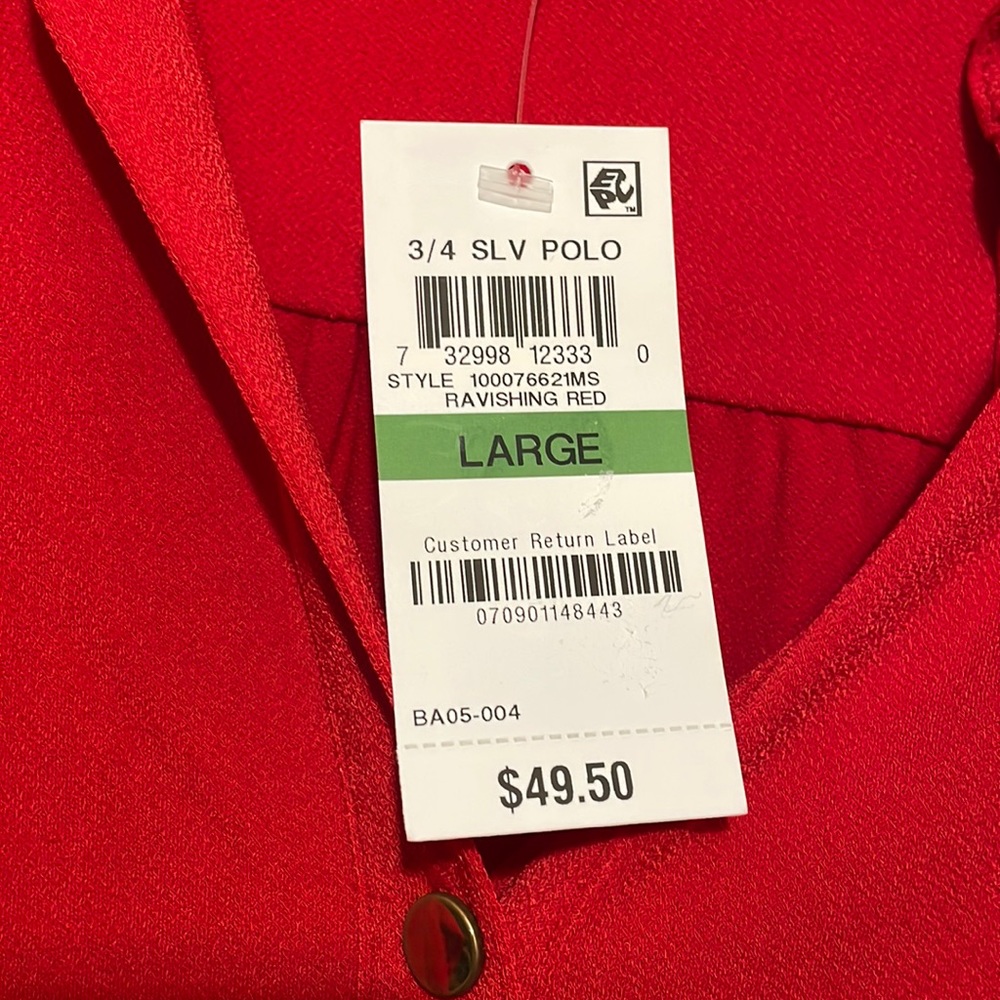 EPC™
3/4 SLV POLO
7 32998 12333 0
STYLE 100076621MS
RAVISHING RED
LARGE
Customer Return Label
070901148443
BA05-004
$49.50